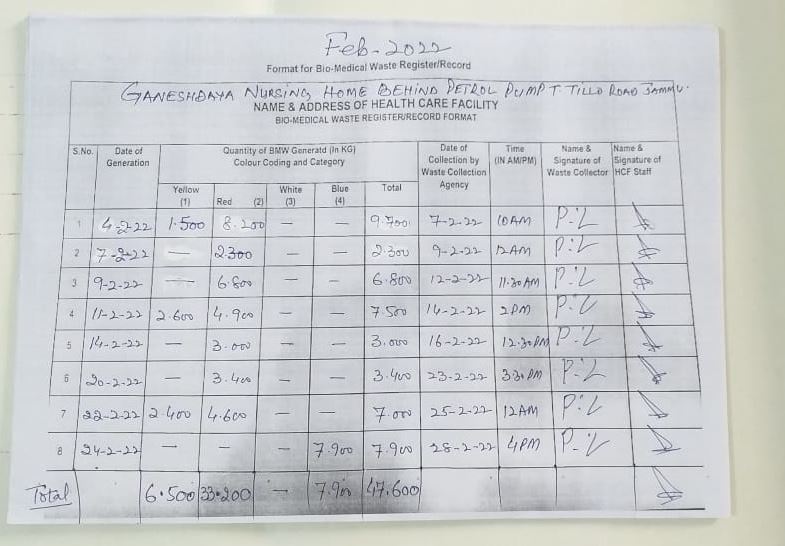 Feb-2022
Format for Bio-Medical Waste Register/Record
GANESHDAYA NURSING HOME BEHIND PETROL PUMP T. TILLO ROAD JAMMU.
NAME & ADDRESS OF HEALTH CARE FACILITY
BIO-MEDICAL WASTE REGISTER/RECORD FORMAT
S.No. Date of Generation Quantity of BMW Generatd (In KG) Colour Coding and Category Date of Collection by Waste Collection Agency Time (IN AM/PM) Name & Signature of Waste Collector Name & Signature of HCF Staff
Yellow (1) Red (2) White (3) Blue (4) Total
1 4-2-22 1.500 8.200 — — 9.700 7-2-22 10AM P.L
2 7-2-22 — 2.300 — — 2.300 9-2-22 12AM P.L
3 9-2-22 — 6.800 — — 6.800 12-2-22 11.30AM P.L
4 11-2-22 2.600 4.900 — — 7.500 14-2-22 2PM P.L
5 14-2-22 — 3.000 — — 3.000 16-2-22 12.30PM P.L
6 20-2-22 — 3.400 — — 3.400 23-2-22 3.30PM P.L
7 22-2-22 2.400 4.600 — — 7.000 25-2-22 12AM P.L
8 24-2-22 — — — 7.900 7.900 28-2-22 4PM P.L
Total 6.500 33.200 — 7.900 47.600